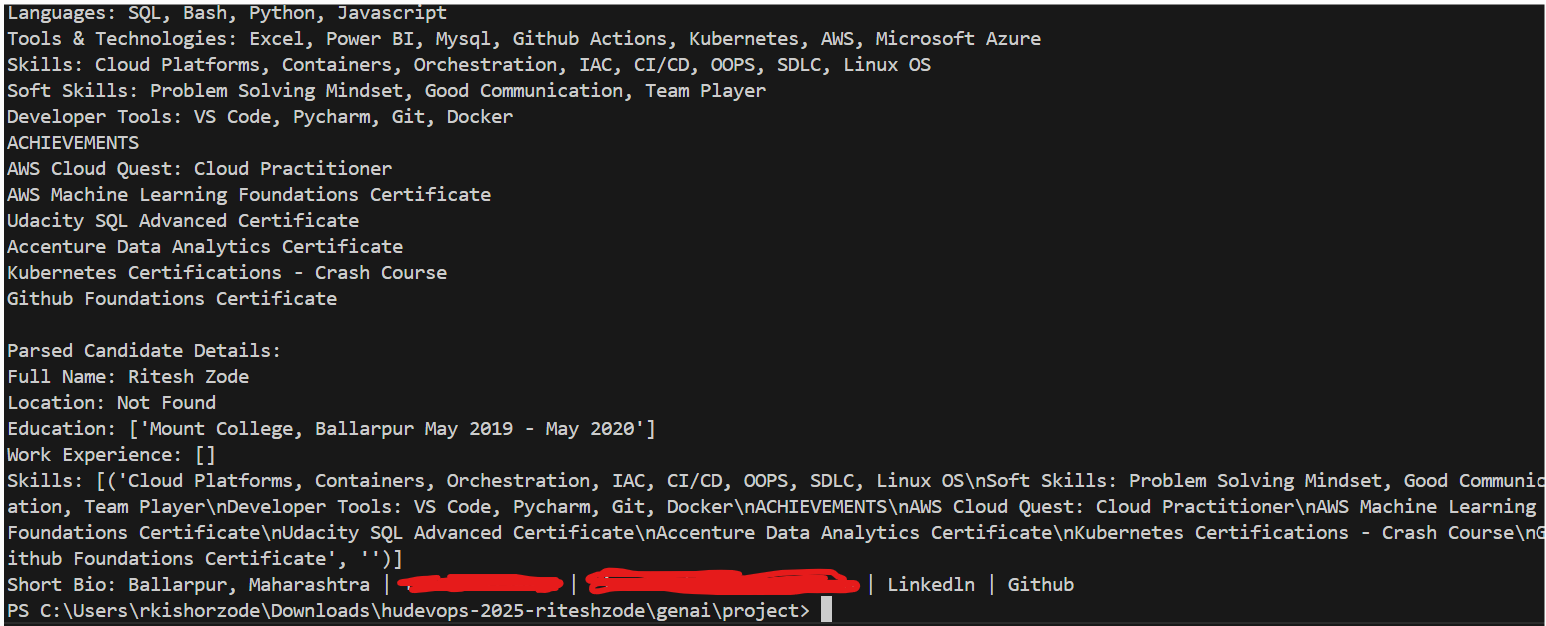 Languages: SQL, Bash, Python, Javascript
Tools & Technologies: Excel, Power BI, Mysql, Github Actions, Kubernetes, AWS, Microsoft Azure
Skills: Cloud Platforms, Containers, Orchestration, IAC, CI/CD, OOPS, SDLC, Linux OS
Soft Skills: Problem Solving Mindset, Good Communication, Team Player
Developer Tools: VS Code, Pycharm, Git, Docker
ACHIEVEMENTS
AWS Cloud Quest: Cloud Practitioner
AWS Machine Learning Foundations Certificate
Udacity SQL Advanced Certificate
Accenture Data Analytics Certificate
Kubernetes Certifications - Crash Course
Github Foundations Certificate
Parsed Candidate Details:
Full Name: Ritesh Zode
Location: Not Found
Education: ['Mount College, Ballarpur May 2019 - May 2020']
Work Experience: []
Skills: [('Cloud Platforms, Containers, Orchestration, IAC, CI/CD, OOPS, SDLC, Linux OS\nSoft Skills: Problem Solving Mindset, Good Communic
ation, Team Player\nDeveloper Tools: VS Code, Pycharm, Git, Docker\nACHIEVEMENTS\nAWS Cloud Quest: Cloud Practitioner\nAWS Machine Learning
Foundations Certificate\nUdacity SQL Advanced Certificate\nAccenture Data Analytics Certificate\nKubernetes Certifications - Crash Course\nG
ithub Foundations Certificate', '')]
Short Bio: Ballarpur, Maharashtra | | | Linkedln | Github
PS C:\Users\rkishorzode\Downloads\hudevops-2025-riteshzode\genai\project>